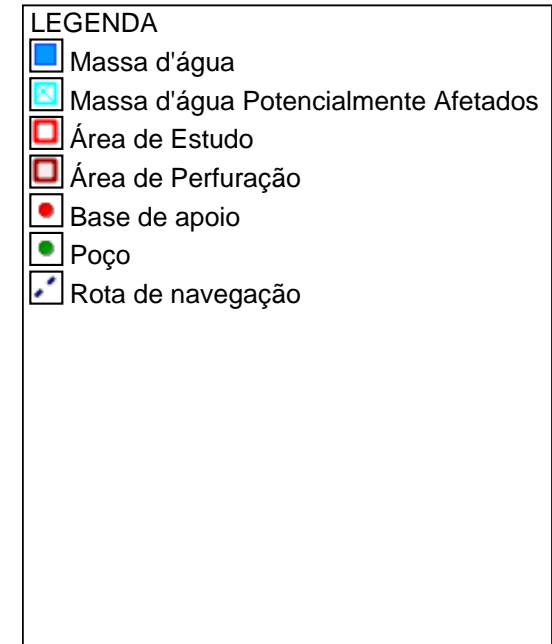 LEGENDA
Massa d'água
Massa d'água Potencialmente Afetados
Área de Estudo
Área de Perfuração
Base de apoio
Poço
Rota de navegação